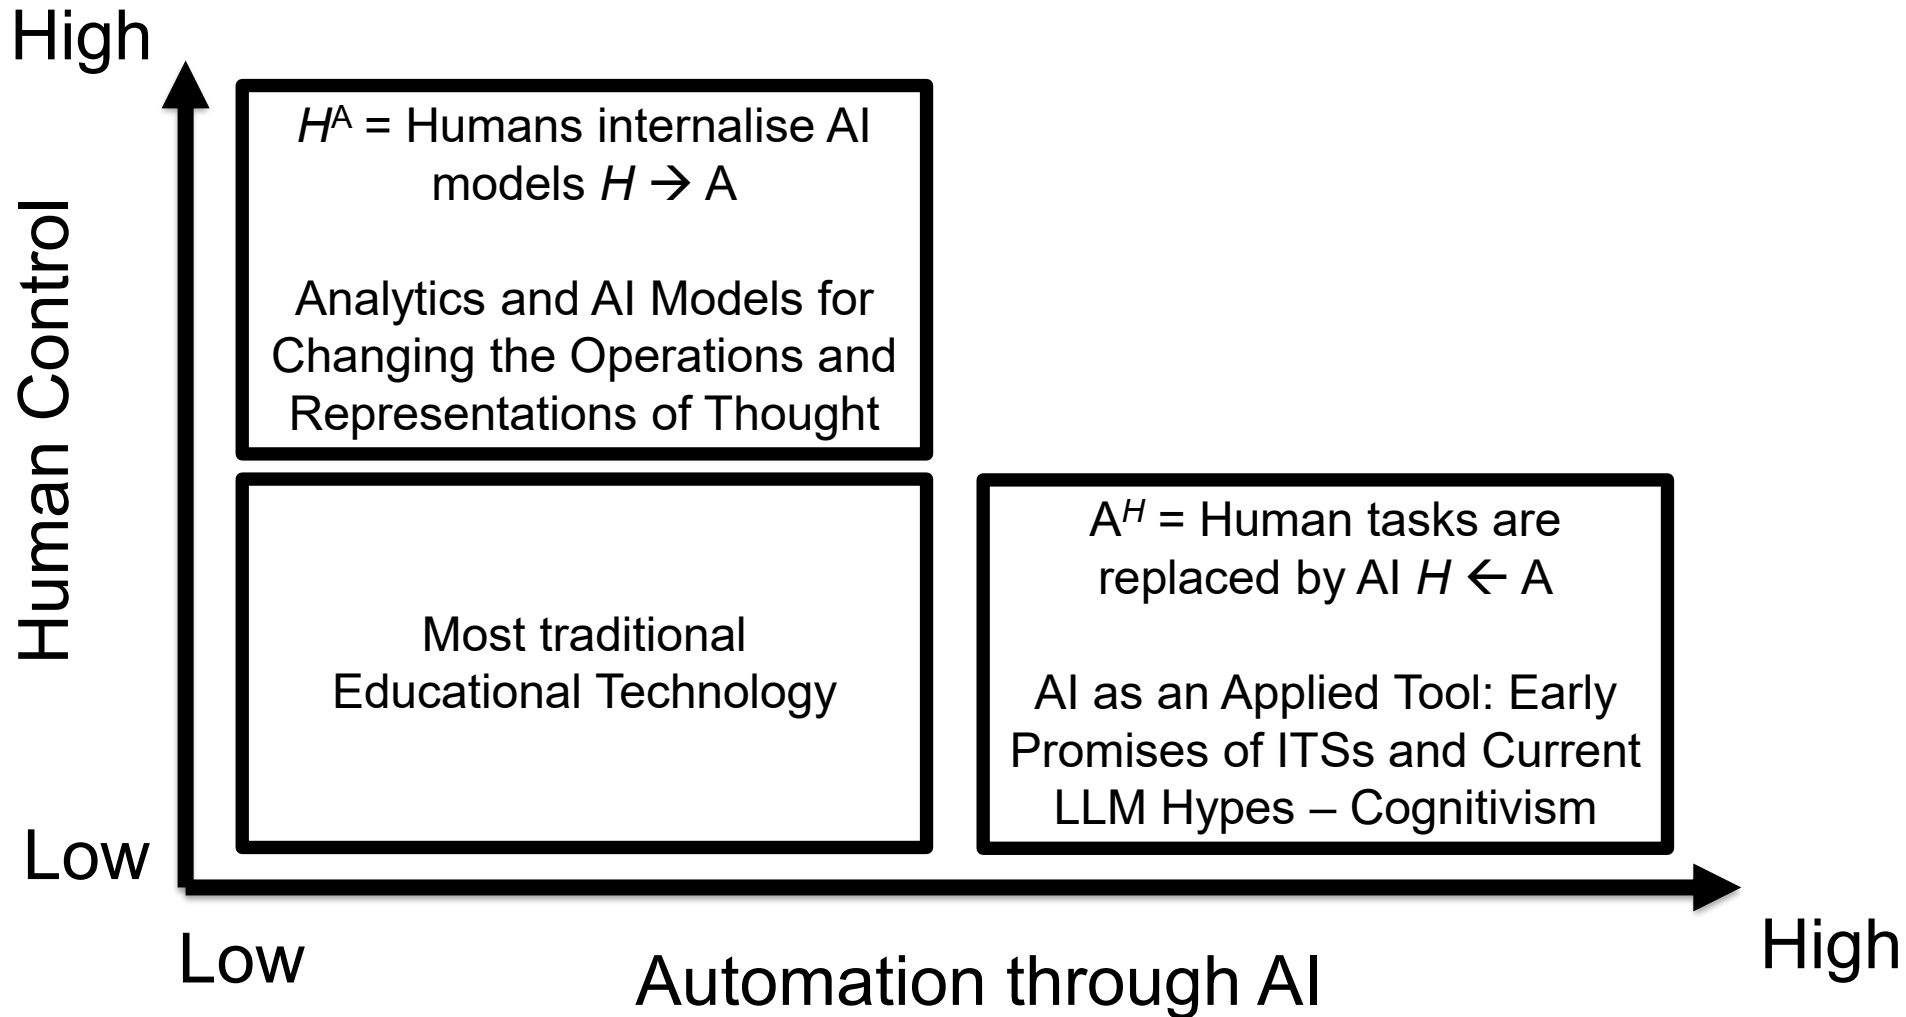 High
Human Control
H^A = Humans internalise AI
models H → A
Analytics and AI Models for
Changing the Operations and
Representations of Thought
Most traditional
Educational Technology
A^H = Human tasks are
replaced by AI H ← A
AI as an Applied Tool: Early
Promises of ITSs and Current
LLM Hypes – Cognitivism
Low
Low
Automation through AI
High